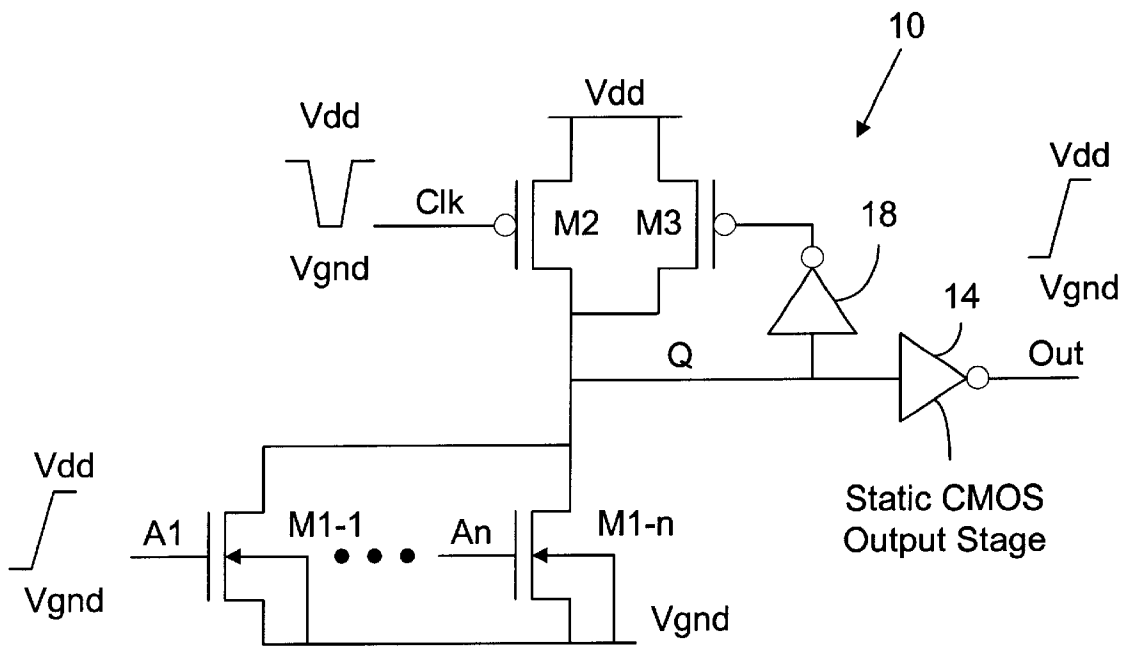 10
Vdd
Vdd
Vdd
Clk
M2
M3
18
Vgnd
Vgnd
14
Q
Out
Vdd
Static CMOS
Output Stage
A1
M1-1
An
M1-n
Vgnd
Vgnd